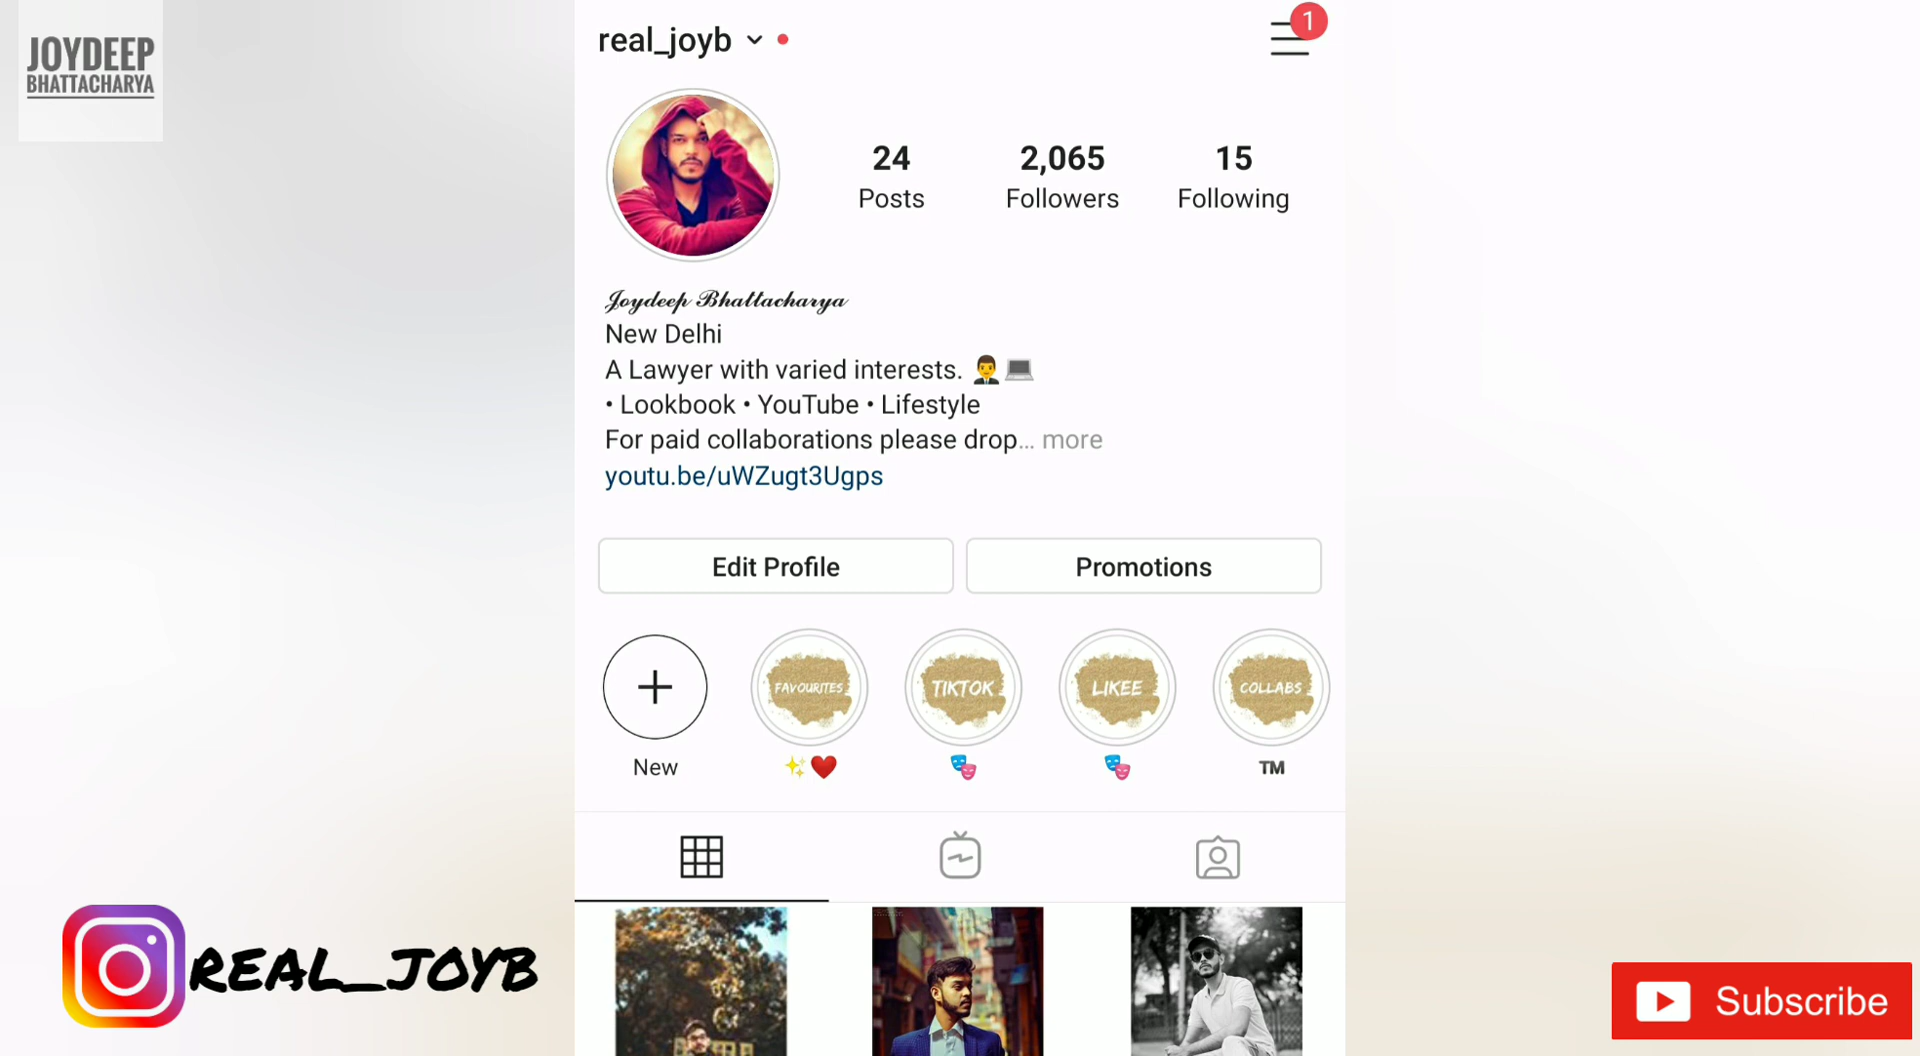 JOYDEEP
BHATTACHARYA
real_joyb
1
24
Posts
2,065
Followers
15
Following
𝒥𝑜𝓎𝒹𝑒𝑒𝓅 𝐵𝒽𝒶𝓉𝓉𝒶𝒸𝒽𝒶𝓇𝓎𝒶
New Delhi
A Lawyer with varied interests. 👨‍💼💻
• Lookbook • YouTube • Lifestyle
For paid collaborations please drop... more
youtu.be/uWZugt3Ugps
Edit Profile
Promotions
FAVOURITES
TIKTOK
LIKEE
COLLABS
New
✨❤️
🎭
🎭
TM
REAL_JOYB
Subscribe